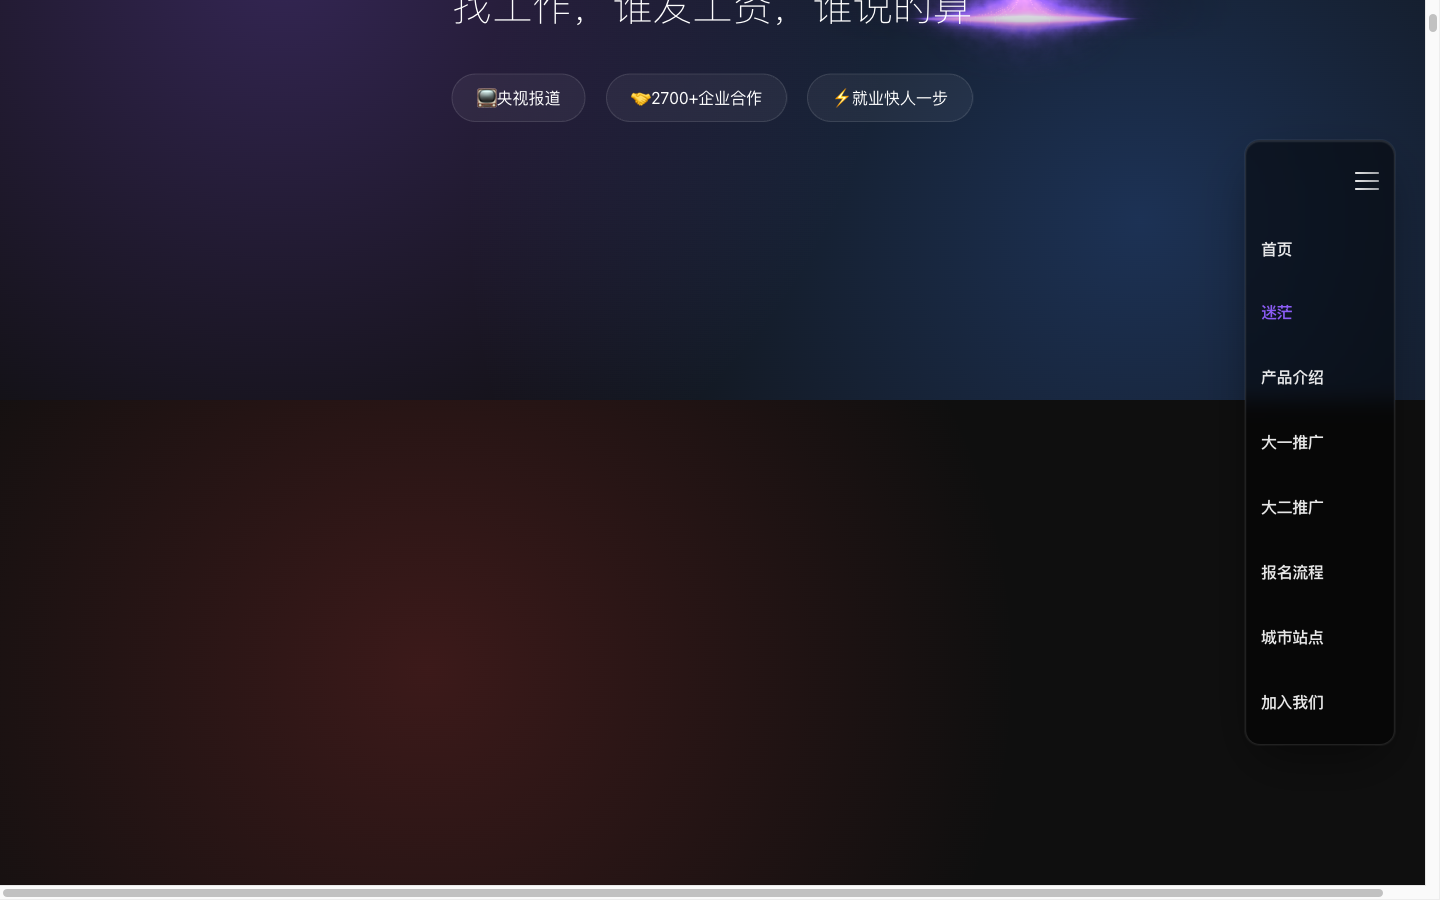 找工作，谁发工资，谁说的算
📺央视报道
🤝2700+企业合作
⚡就业快人一步
首页
迷茫
产品介绍
大一推广
大二推广
报名流程
城市站点
加入我们